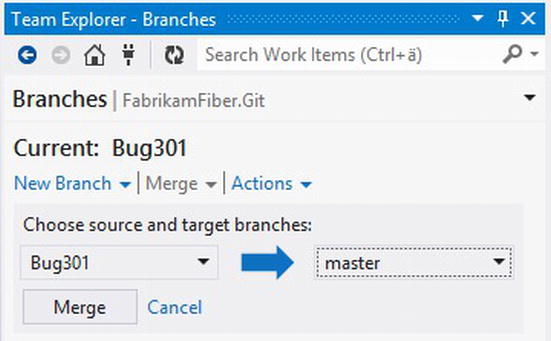 Team Explorer - Branches
Search Work Items (Ctrl+ä)
Branches | FabrikamFiber.Git
Current: Bug301
New Branch | Merge | Actions
Choose source and target branches:
Bug301 master
Merge Cancel